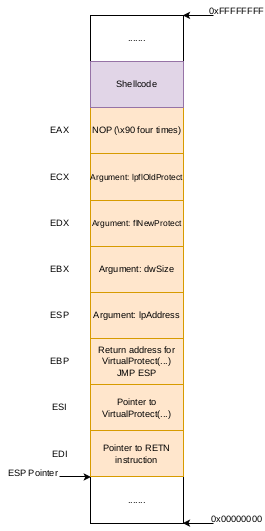 0xFFFFFFFF
.......
Shellcode
EAX
NOP (\x90 four times)
ECX
Argument: lpflOldProtect
EDX
Argument: flNewProtect
EBX
Argument: dwSize
ESP
Argument: lpAddress
EBP
Return address for
VirtualProtect(...)
JMP ESP
ESI
Pointer to
VirtualProtect(...)
EDI
Pointer to RETN
instruction
ESP Pointer
.......
0x00000000